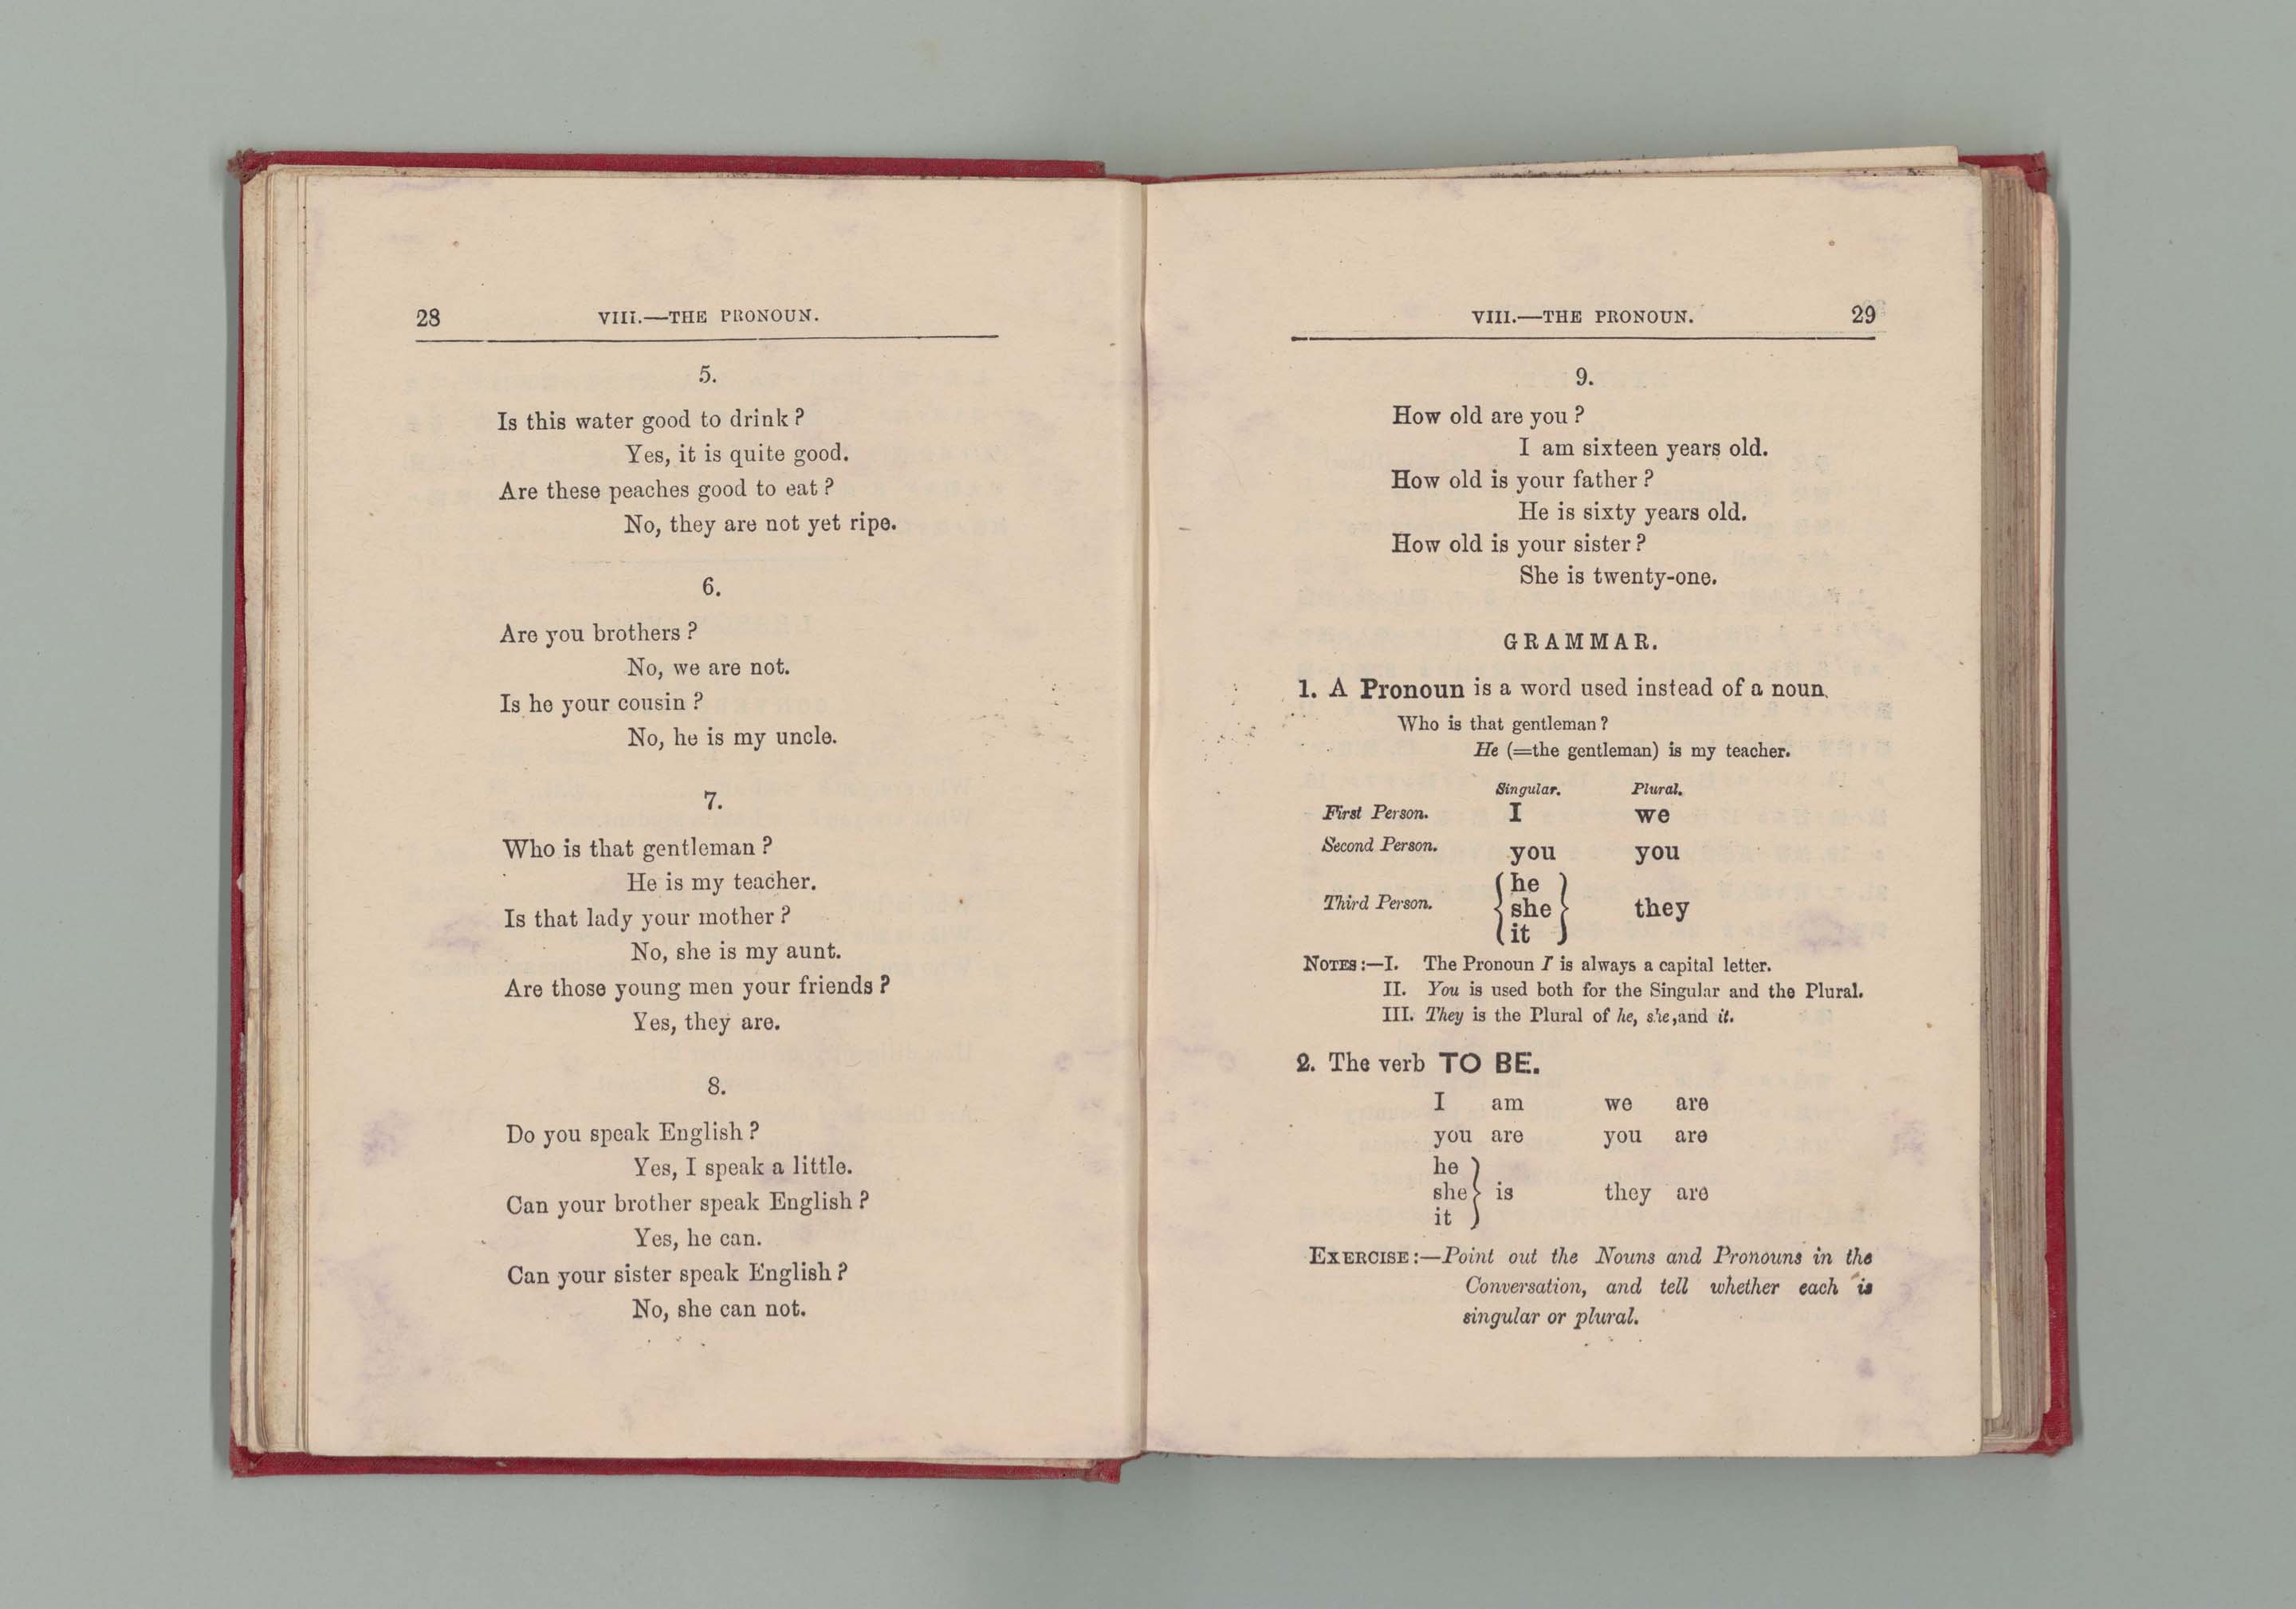 28 VIII.—THE PRONOUN.
5.
Is this water good to drink?
Yes, it is quite good.
Are these peaches good to eat?
No, they are not yet ripe.
6.
Are you brothers?
No, we are not.
Is he your cousin?
No, he is my uncle.
7.
Who is that gentleman?
He is my teacher.
Is that lady your mother?
No, she is my aunt.
Are those young men your friends?
Yes, they are.
8.
Do you speak English?
Yes, I speak a little.
Can your brother speak English?
Yes, he can.
Can your sister speak English?
No, she can not.
VIII.—THE PRONOUN. 29
9.
How old are you?
I am sixteen years old.
How old is your father?
He is sixty years old.
How old is your sister?
She is twenty-one.
GRAMMAR.
1. A Pronoun is a word used instead of a noun.
Who is that gentleman?
He (=the gentleman) is my teacher.
Singular. Plural.
First Person. I we
Second Person. you you
he
Third Person. she they
it
NOTES:—I. The Pronoun I is always a capital letter.
II. You is used both for the Singular and the Plural.
III. They is the Plural of he, she, and it.
2. The verb TO BE.
I am we are
you are you are
he
she is they are
it
EXERCISE:—Point out the Nouns and Pronouns in the
Conversation, and tell whether each is
singular or plural.